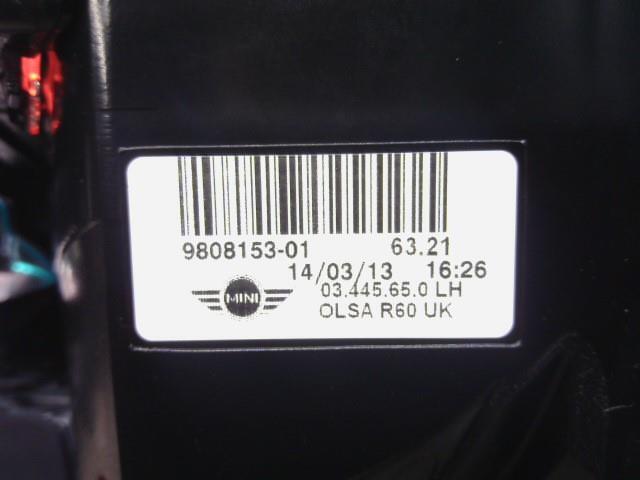 9808153-01 63.21
14/03/13 16:26
MINI 03.445.65.0 LH
OLSA R60 UK